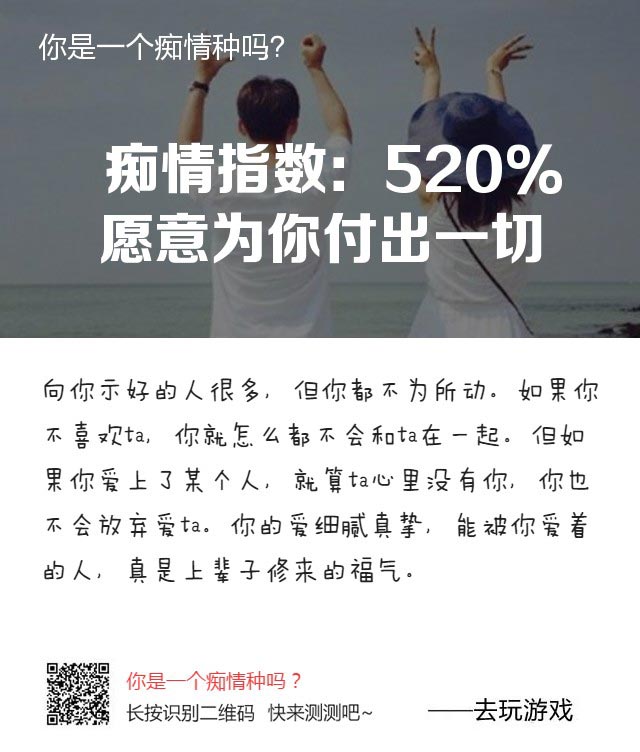 你是一个痴情种吗?
痴情指数：520%
愿意为你付出一切
向你示好的人很多，但你都不为所动。如果你
不喜欢ta，你就怎么都不会和ta在一起。但如
果你爱上了某个人，就算ta心里没有你，你也
不会放弃爱ta。你的爱细腻真挚，能被你爱着
的人，真是上辈子修来的福气。
你是一个痴情种吗？
长按识别二维码 快来测测吧~
——去玩游戏